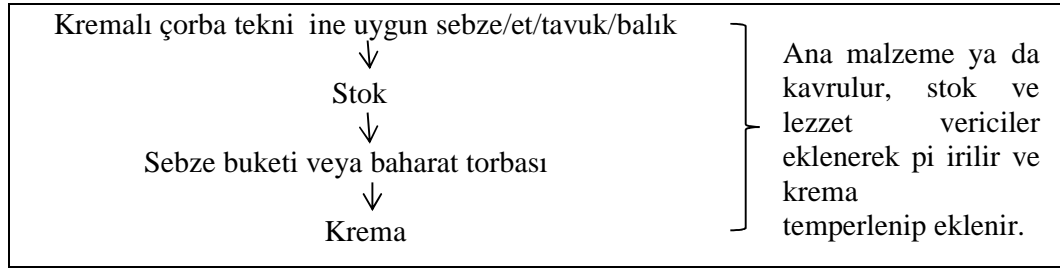 Kremalı çorba tekni ine uygun sebze/et/tavuk/balık
Stok
Sebze buketi veya baharat torbası
Krema
Ana malzeme ya da
kavrulur, stok ve
lezzet vericiler
eklenerek pi irilir ve
krema
temperlenip eklenir.